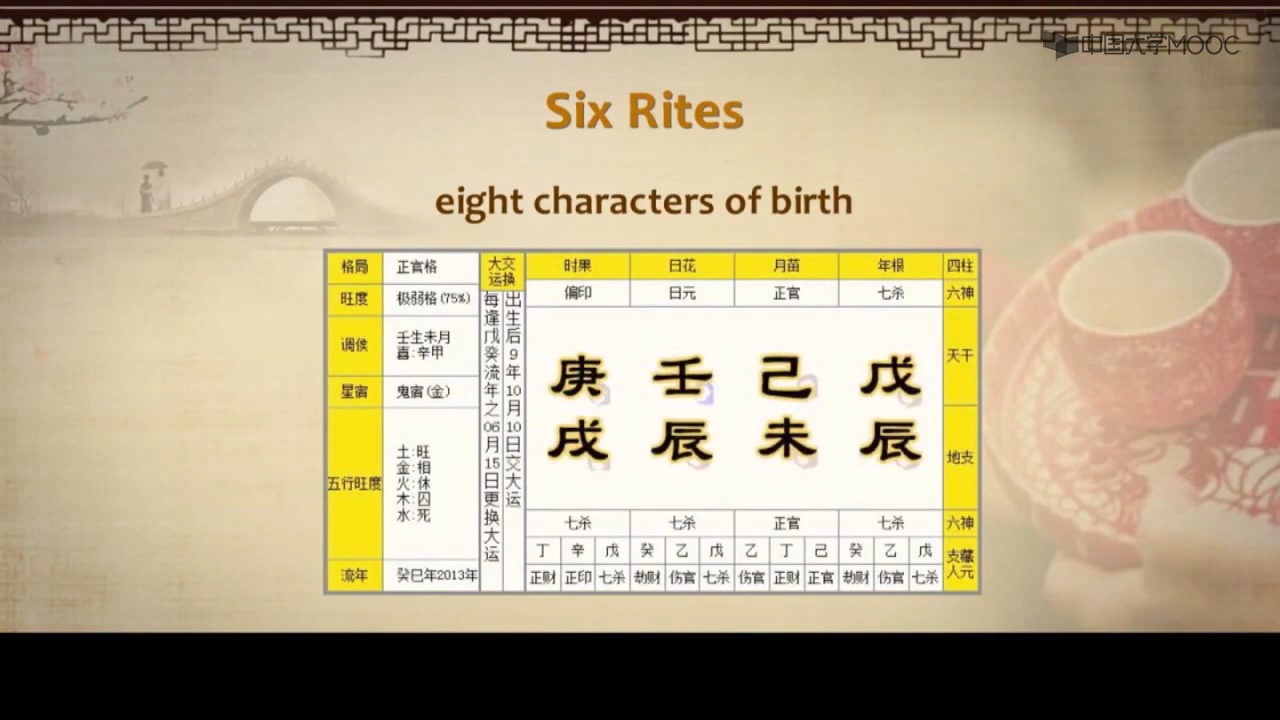 中国大学MOOC
Six Rites
eight characters of birth
格局 正官格 大运 交换 时果 日花 月苗 年根 四柱
旺度 极弱格(75%) 偏印 日元 正官 七杀 六神
调侯 壬生未月
喜:辛甲
星宿 鬼宿(金)
五行旺度 土:旺
金:相
火:休
木:囚
水:死
流年 癸巳年2013年
每逢戊癸流年之06月15日更换大运
出生后9年10月10日交大运
庚 壬 己 戊 天干
戌 辰 未 辰 地支
七杀 七杀 正官 七杀 六神
丁 辛 戊 癸 乙 戊 乙 丁 己 癸 乙 戊 支藏
正财 正印 七杀 劫财 伤官 七杀 伤官 正财 正官 劫财 伤官 七杀 人元